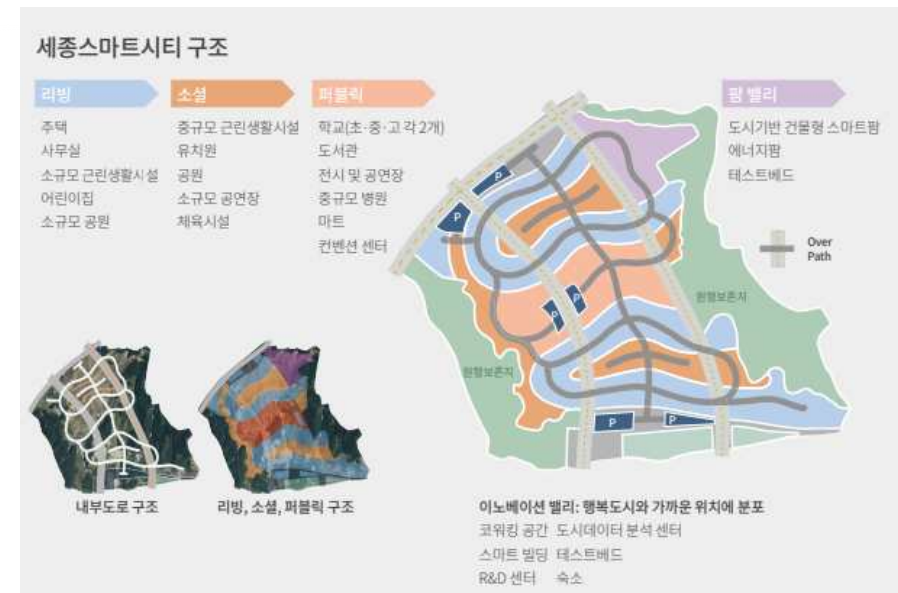 세종스마트시티 구조
리빙
주택
사무실
소규모 근린생활시설
어린이집
소규모 공원
소셜
중규모 근린생활시설
유치원
공원
소규모 공연장
체육시설
퍼블릭
학교(초·중·고 각 2개)
도서관
전시 및 공연장
중규모 병원
마트
컨벤션 센터
팜 밸리
도시기반 건물형 스마트팜
에너지팜
테스트베드
Over
Path
P
P
P
P
P
P
원형보존지
원형보존지
내부도로 구조
리빙, 소셜, 퍼블릭 구조
이노베이션 밸리: 행복도시와 가까운 위치에 분포
코워킹 공간 도시데이터 분석 센터
스마트 빌딩 테스트베드
R&D 센터 숙소